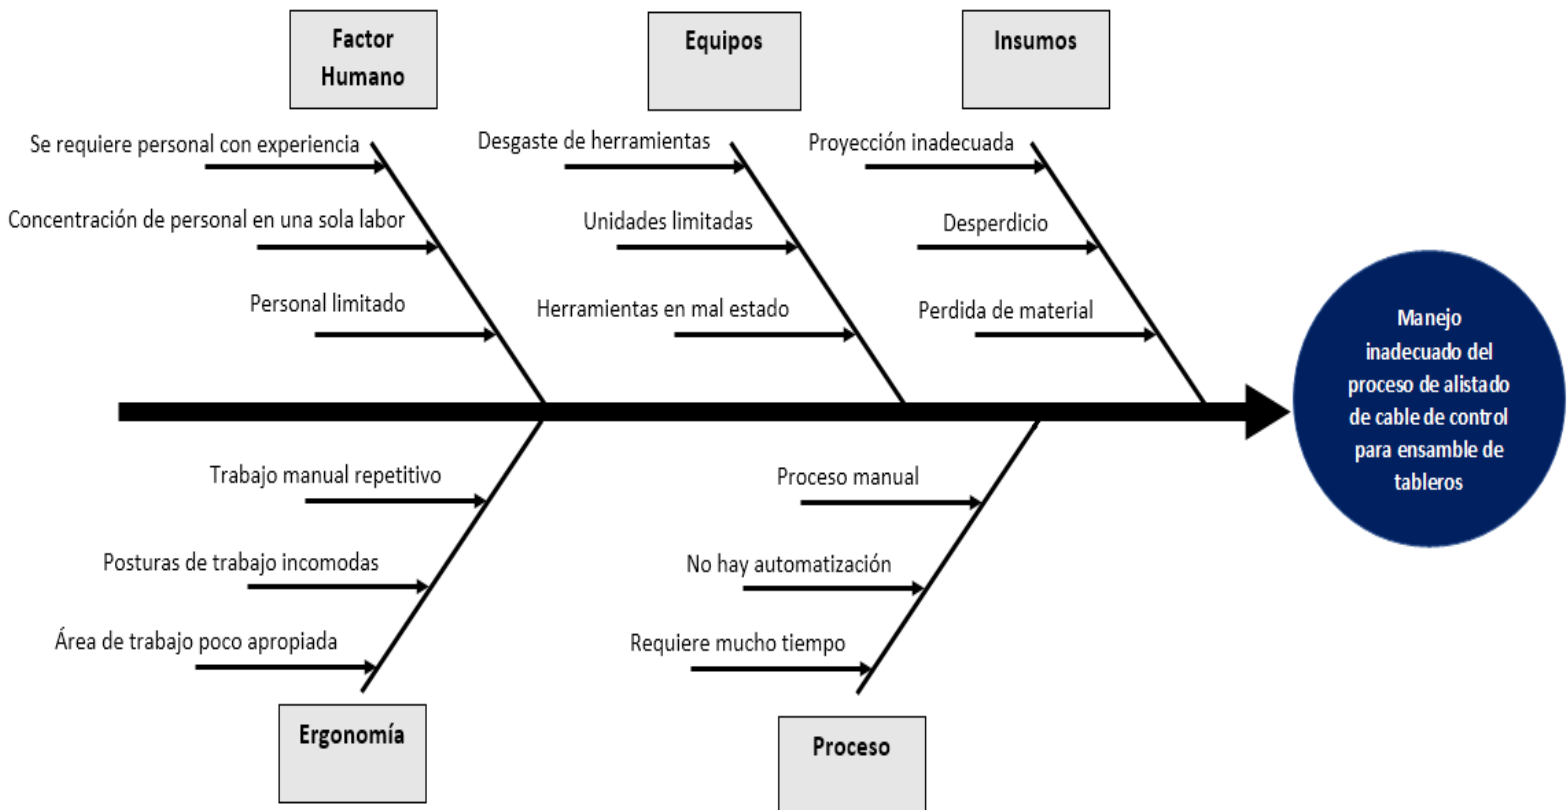 Factor
Humano
Equipos
Insumos
Se requiere personal con experiencia
Concentración de personal en una sola labor
Personal limitado
Desgaste de herramientas
Unidades limitadas
Herramientas en mal estado
Proyección inadecuada
Desperdicio
Perdida de material
Manejo
inadecuado del
proceso de alistado
de cable de control
para ensamble de
tableros
Trabajo manual repetitivo
Posturas de trabajo incomodas
Área de trabajo poco apropiada
Proceso manual
No hay automatización
Requiere mucho tiempo
Ergonomía
Proceso